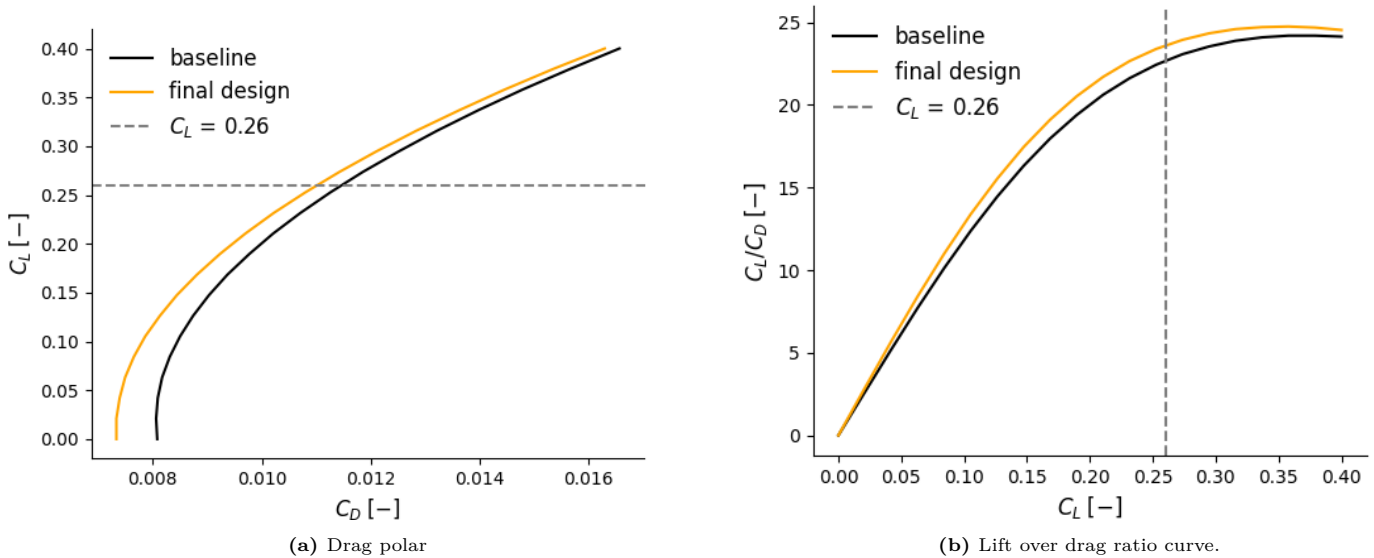 baseline
final design
C_L = 0.26
0.40
0.35
0.30
0.25
0.20
0.15
0.10
0.05
0.00
C_L [−]
0.008 0.010 0.012 0.014 0.016
C_D [−]
(a) Drag polar
baseline
final design
C_L = 0.26
25
20
15
10
5
0
C_L/C_D [−]
0.00 0.05 0.10 0.15 0.20 0.25 0.30 0.35 0.40
C_L [−]
(b) Lift over drag ratio curve.